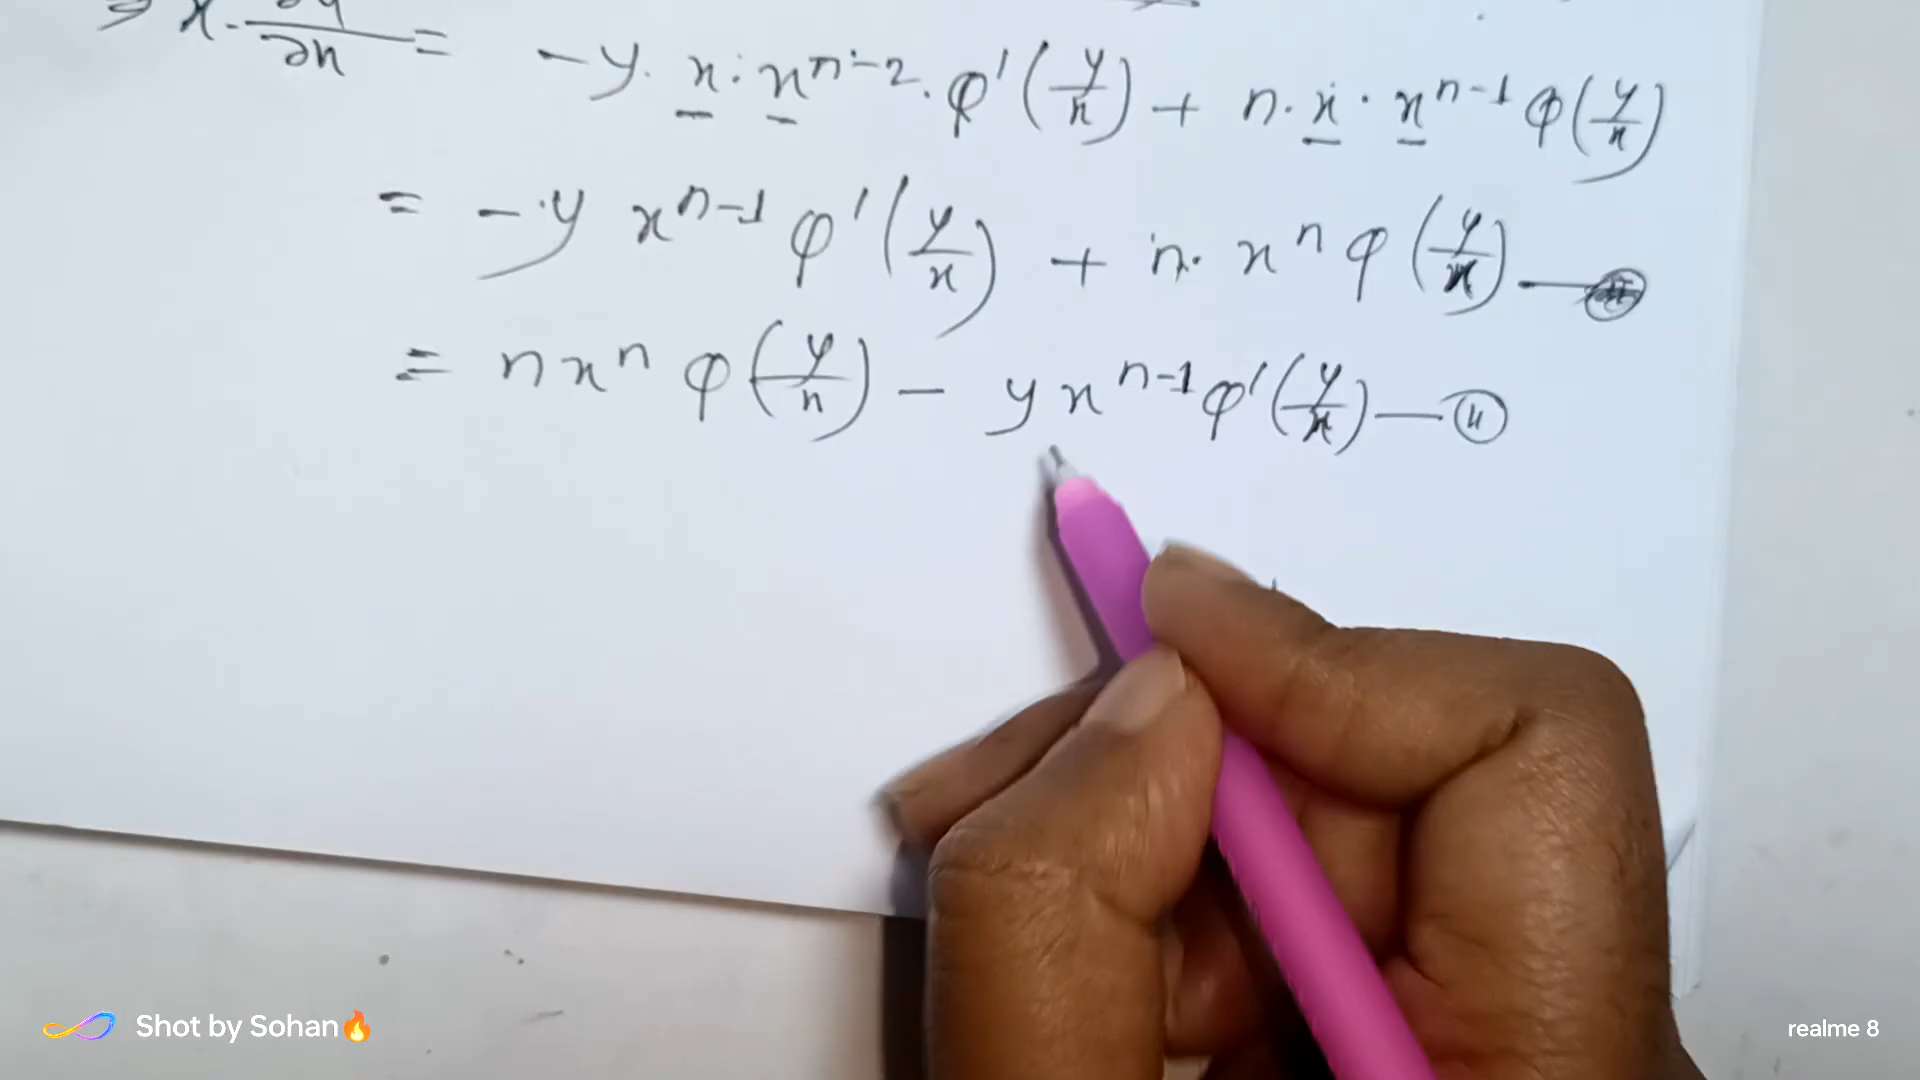 ⇒ x · ∂f/∂x = -y. x · x^{n-2} · φ'(y/x) + n · x · x^{n-1} φ(y/x)
= - y x^{n-1} φ'(y/x) + n · x^n φ(y/x) —
= n x^n φ(y/x) - y x^{n-1} φ'(y/x) — (ii)
Shot by Sohan🔥
realme 8